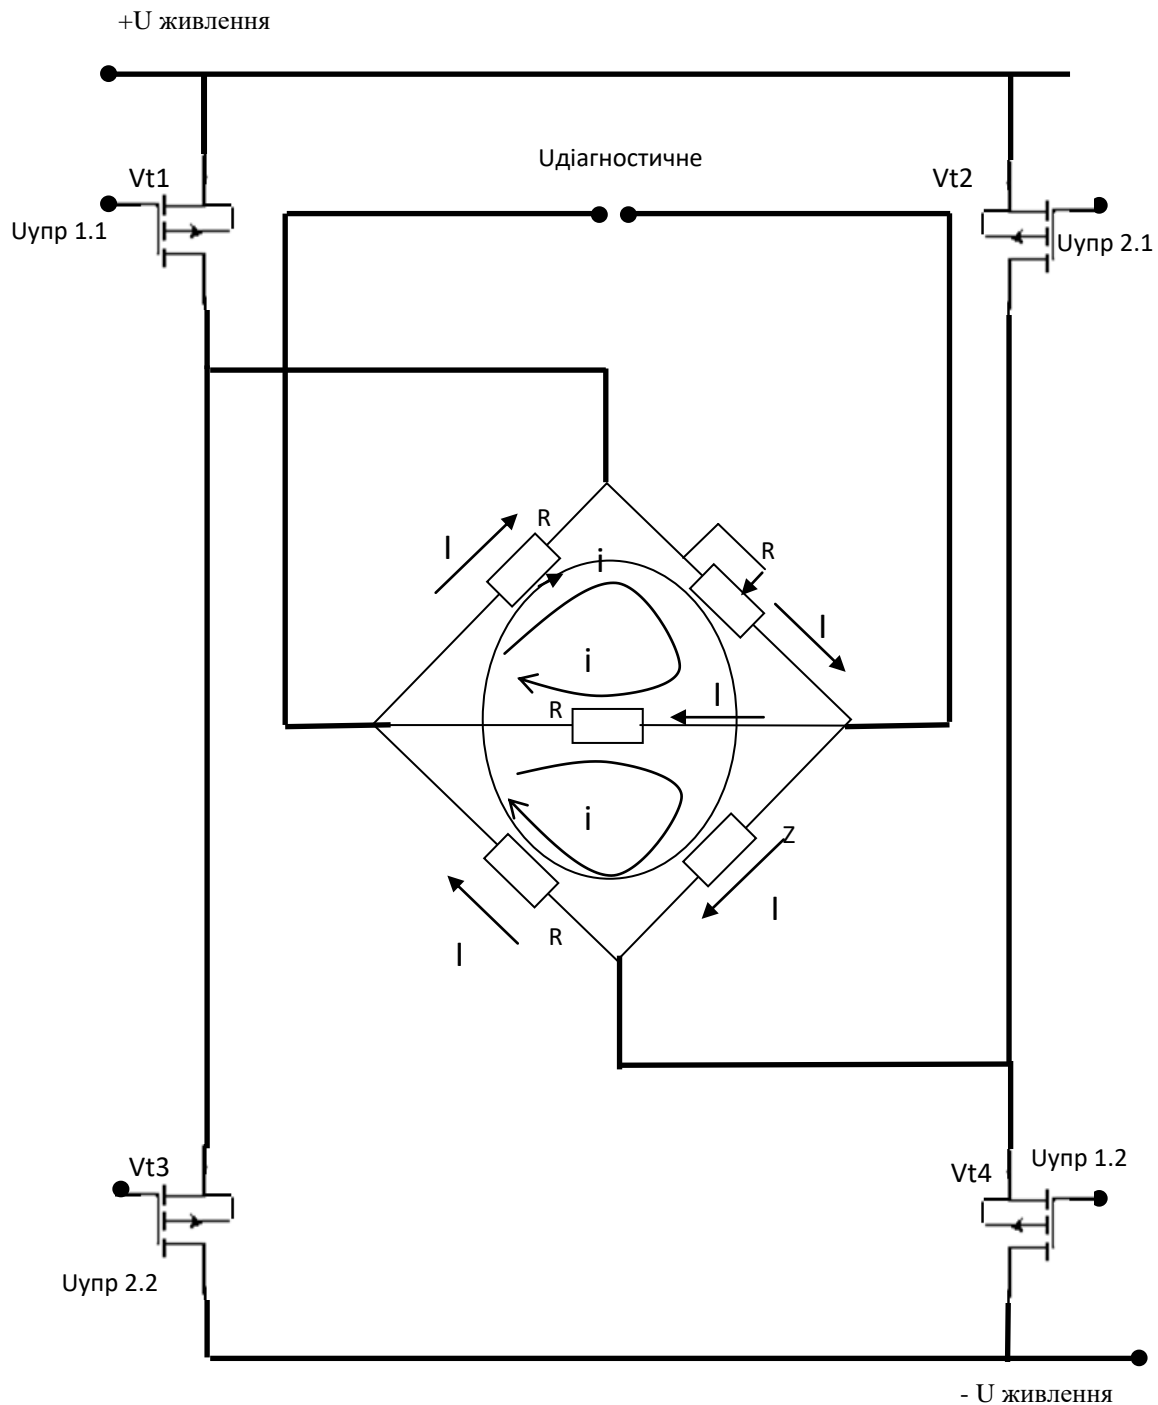 +U живлення
Uдіагностичне
Vt1
Vt2
Uупр 1.1
Uупр 2.1
R
I
i
R
I
i
I
R
i
Z
I
R
I
Vt3
Uупр 1.2
Vt4
Uупр 2.2
- U живлення